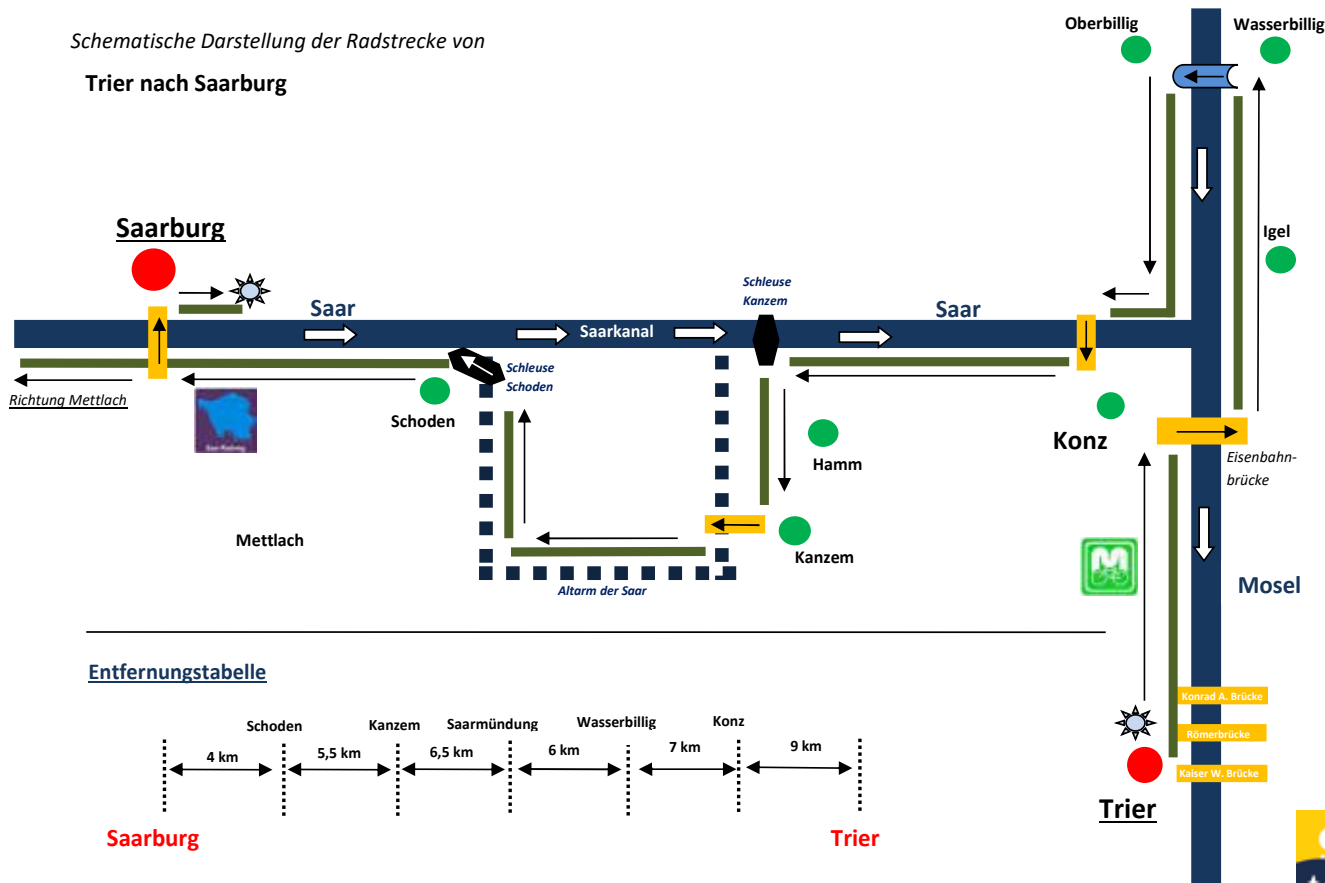 Schematische Darstellung der Radstrecke von
Trier nach Saarburg
Oberbillig
Wasserbillig
Igel
Saarburg
Saar
Saarkanal
Schleuse
Kanzem
Saar
Schleuse
Schoden
Richtung Mettlach
Schoden
Hamm
Konz
Eisenbahn-
brücke
Mettlach
Kanzem
Altarm der Saar
M
Mosel
Entfernungstabelle
Konrad A. Brücke
Römerbrücke
Kaiser W. Brücke
Trier
Schoden
Kanzem
Saarmündung
Wasserbillig
Konz
4 km
5,5 km
6,5 km
6 km
7 km
9 km
Saarburg
Trier